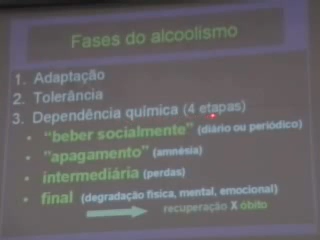 Fases do alcoolismo
1. Adaptação
2. Tolerância
3. Dependência química (4 etapas)
• "beber socialmente" (diário ou periódico)
• "apagamento" (amnésia)
• intermediária (perdas)
• final (degradação física, mental, emocional)
recuperação X óbito